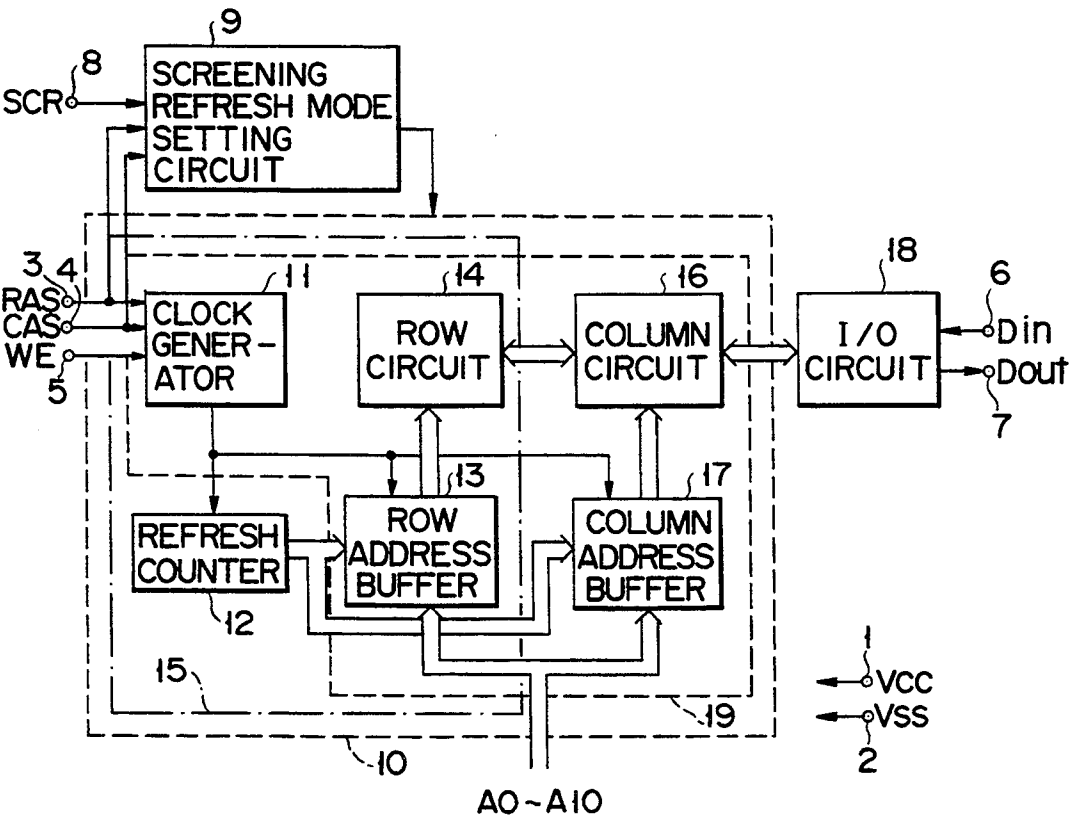 9
8
SCR
SCREENING
REFRESH MODE
SETTING
CIRCUIT
3 4
11
14
16
18
6
RAS
CAS
WE
5
CLOCK
GENER-
ATOR
ROW
CIRCUIT
COLUMN
CIRCUIT
I/O
CIRCUIT
Din
Dout
7
13
17
REFRESH
COUNTER
12
ROW
ADDRESS
BUFFER
COLUMN
ADDRESS
BUFFER
15
19
10
1
VCC
VSS
2
A0~A10